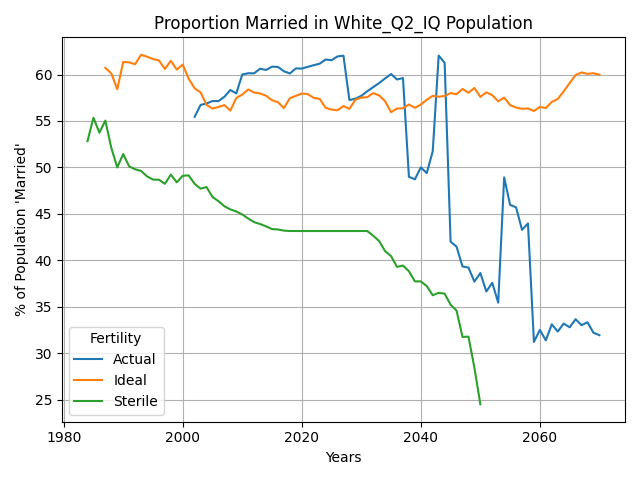 Proportion Married in White_Q2_IQ Population
% of Population 'Married'
60
55
50
45
40
35
30
25
Fertility
Actual
Ideal
Sterile
1980 2000 2020 2040 2060
Years